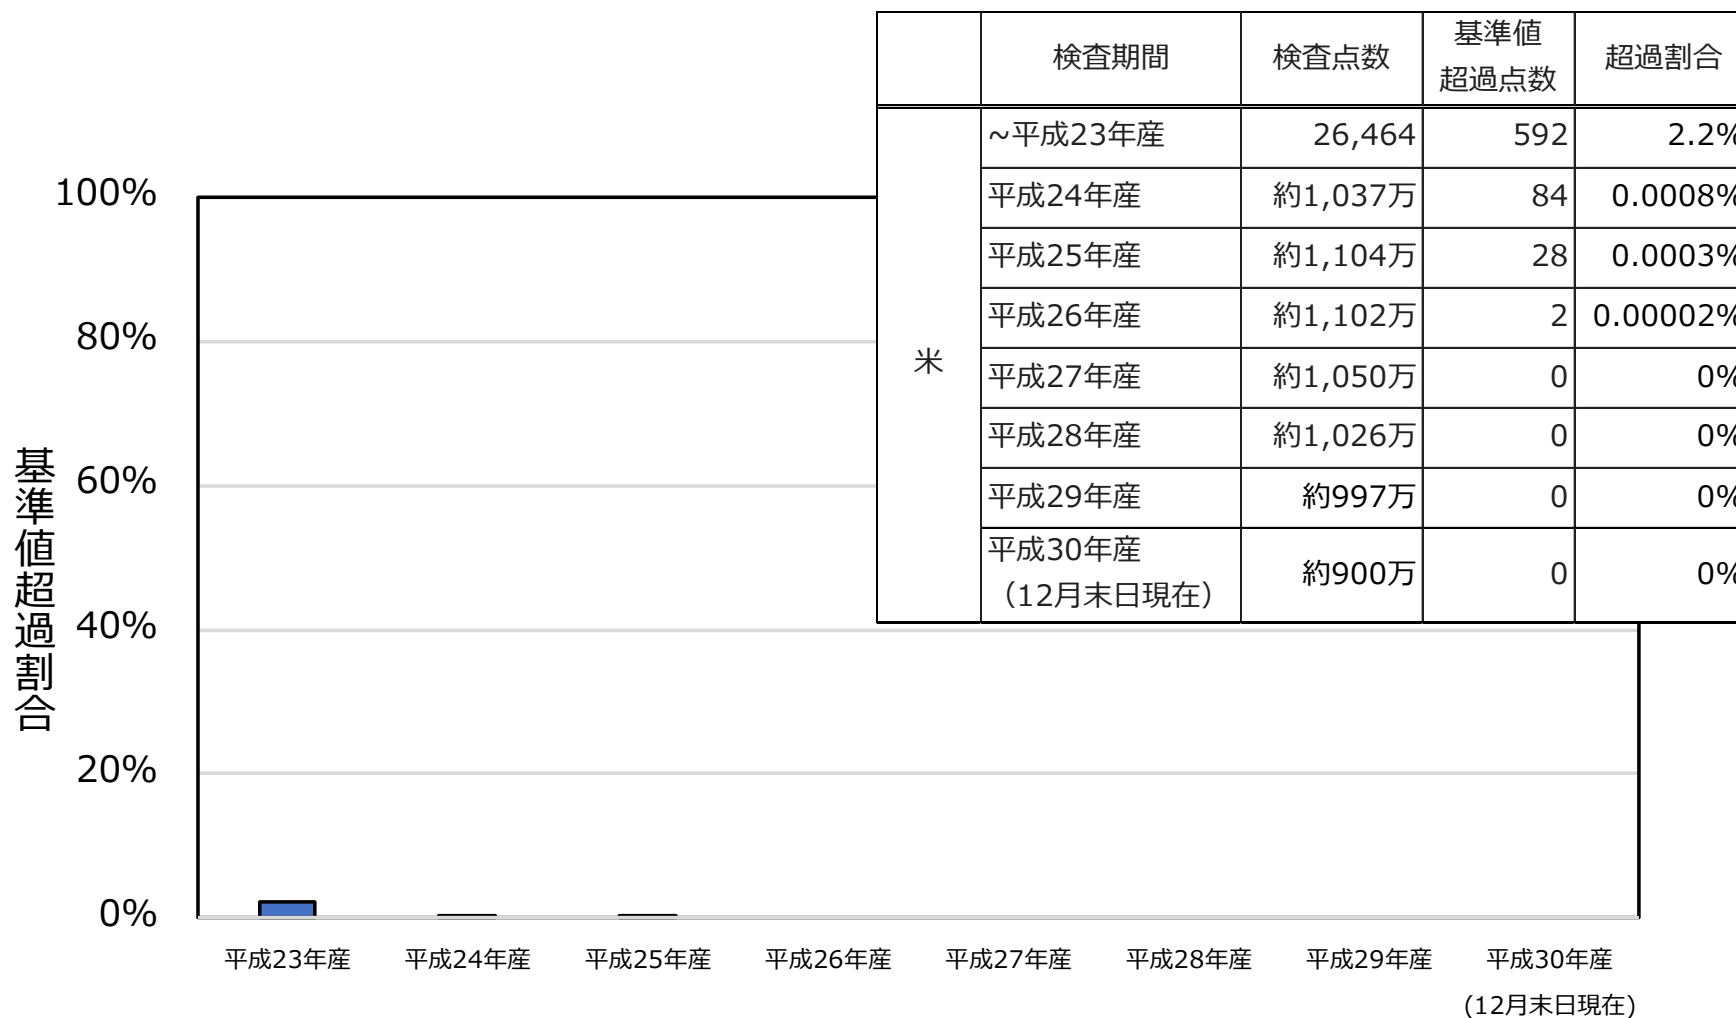 検査期間 検査点数 基準値 超過点数 超過割合
米
~平成23年産 26,464 592 2.2%
平成24年産 約1,037万 84 0.0008%
平成25年産 約1,104万 28 0.0003%
平成26年産 約1,102万 2 0.00002%
平成27年産 約1,050万 0 0%
平成28年産 約1,026万 0 0%
平成29年産 約997万 0 0%
平成30年産
（12月末日現在） 約900万 0 0%
基準値超過割合
100%
80%
60%
40%
20%
0%
平成23年産 平成24年産 平成25年産 平成26年産 平成27年産 平成28年産 平成29年産 平成30年産
(12月末日現在)